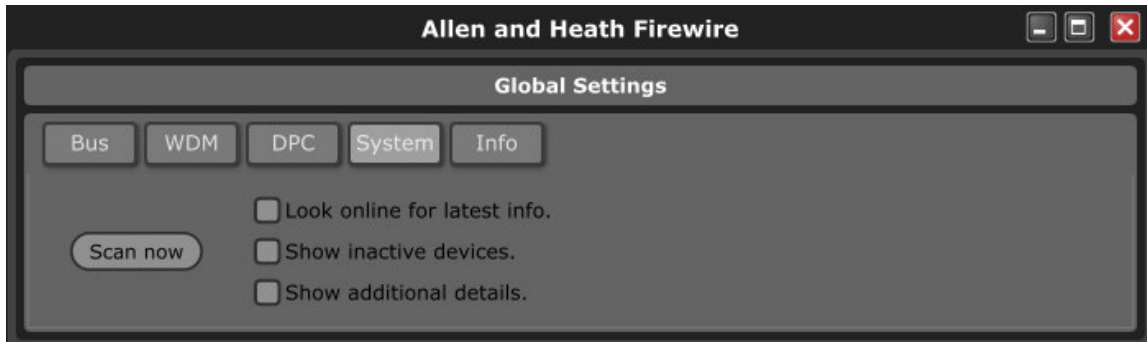 Allen and Heath Firewire
Global Settings
Bus WDM DPC System Info
Look online for latest info.
Scan now Show inactive devices.
Show additional details.